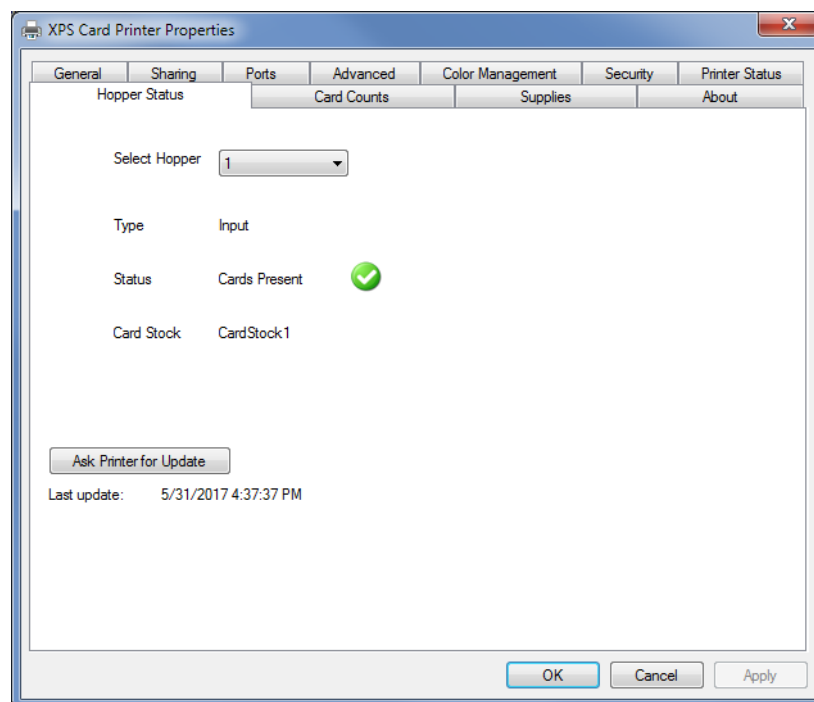 XPS Card Printer Properties
General Sharing Ports Advanced Color Management Security Printer Status
Hopper Status Card Counts Supplies About
Select Hopper 1
Type Input
Status Cards Present
Card Stock CardStock1
Ask Printer for Update
Last update: 5/31/2017 4:37:37 PM
OK Cancel Apply